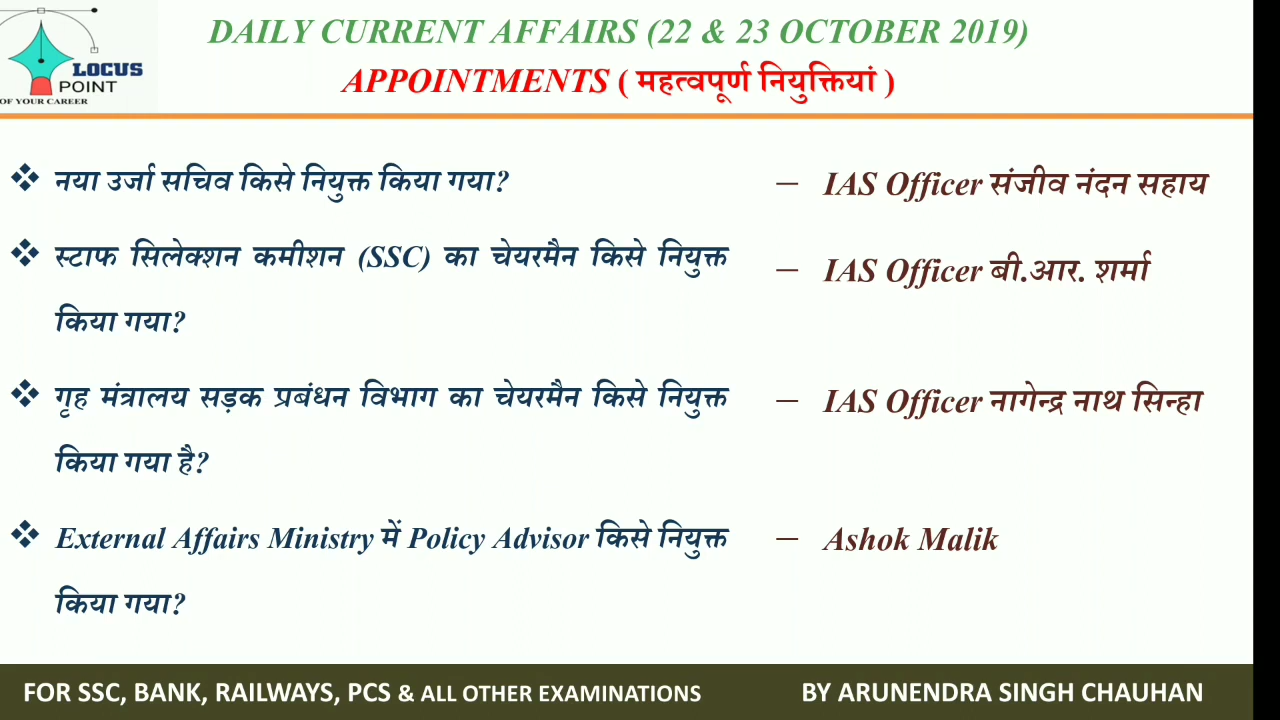 DAILY CURRENT AFFAIRS (22 & 23 OCTOBER 2019)
APPOINTMENTS ( महत्वपूर्ण नियुक्तियां )
LOCUS
POINT
OF YOUR CAREER
❖ नया उर्जा सचिव किसे नियुक्त किया गया? – IAS Officer संजीव नंदन सहाय
❖ स्टाफ सिलेक्शन कमीशन (SSC) का चेयरमैन किसे नियुक्त – IAS Officer बी.आर. शर्मा
किया गया?
❖ गृह मंत्रालय सड़क प्रबंधन विभाग का चेयरमैन किसे नियुक्त – IAS Officer नागेन्द्र नाथ सिन्हा
किया गया है?
❖ External Affairs Ministry में Policy Advisor किसे नियुक्त – Ashok Malik
किया गया?
FOR SSC, BANK, RAILWAYS, PCS & ALL OTHER EXAMINATIONS BY ARUNENDRA SINGH CHAUHAN